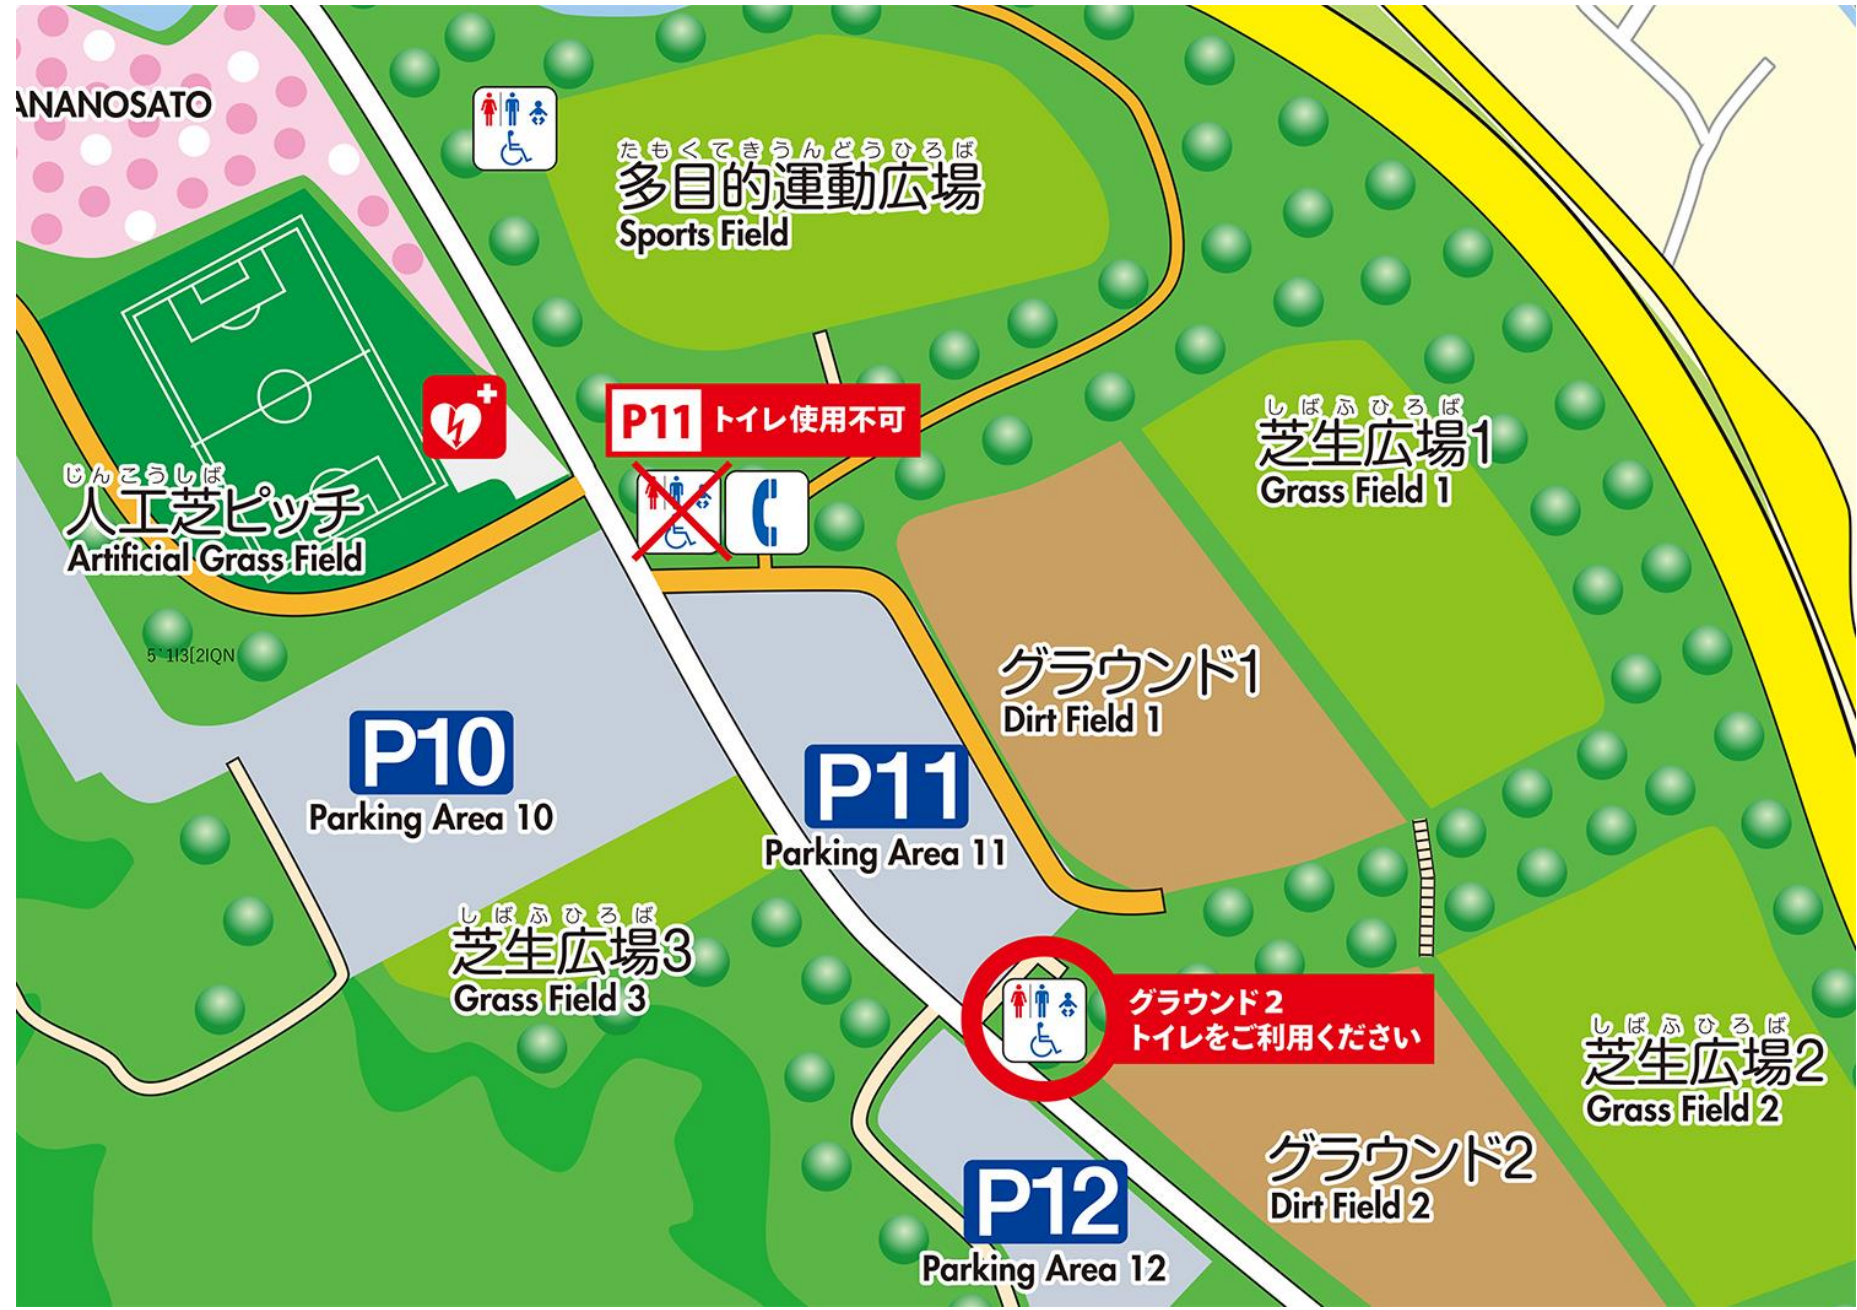 ANANOSATO
たもくてきうんどうひろば
多目的運動広場
Sports Field
P11 トイレ使用不可
しばふひろば
芝生広場1
Grass Field 1
じんこうしば
人工芝ピッチ
Artificial Grass Field
5`1I3[2IQN
グラウンド1
Dirt Field 1
P10
Parking Area 10
P11
Parking Area 11
しばふひろば
芝生広場3
Grass Field 3
グラウンド2
トイレをご利用ください
しばふひろば
芝生広場2
Grass Field 2
グラウンド2
Dirt Field 2
P12
Parking Area 12